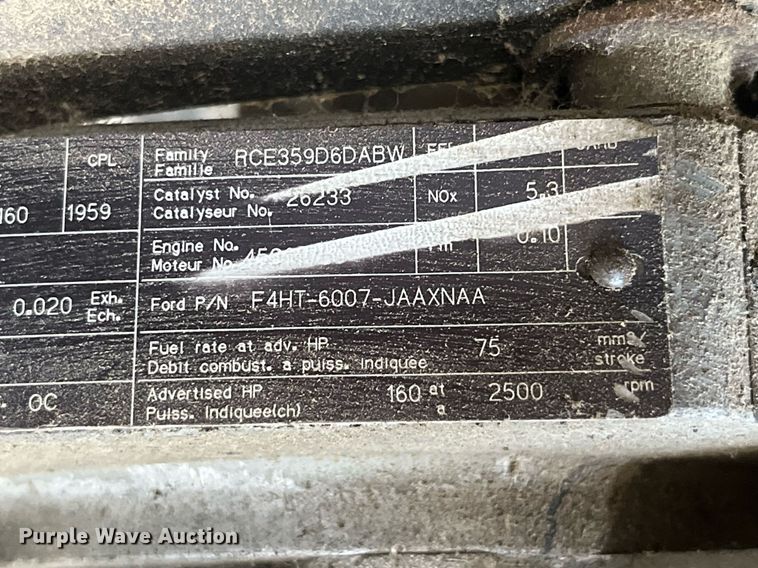 CPL
Family RCE359D6DABW
Famille
Catalyst No. 26233
Catalyseur No.
NOx 5.3
160 1959
Engine No.
Moteur No.
0.10
0.020 Exh.
Ech.
Ford P/N F4HT-6007-JAAXNAA
Fuel rate at adv. HP 75 mm3/
Debit combust. a puiss. indiquee stroke
OC
Advertised HP 160 at 2500 rpm
Puiss. Indiquee(ch) a
Purple Wave Auction